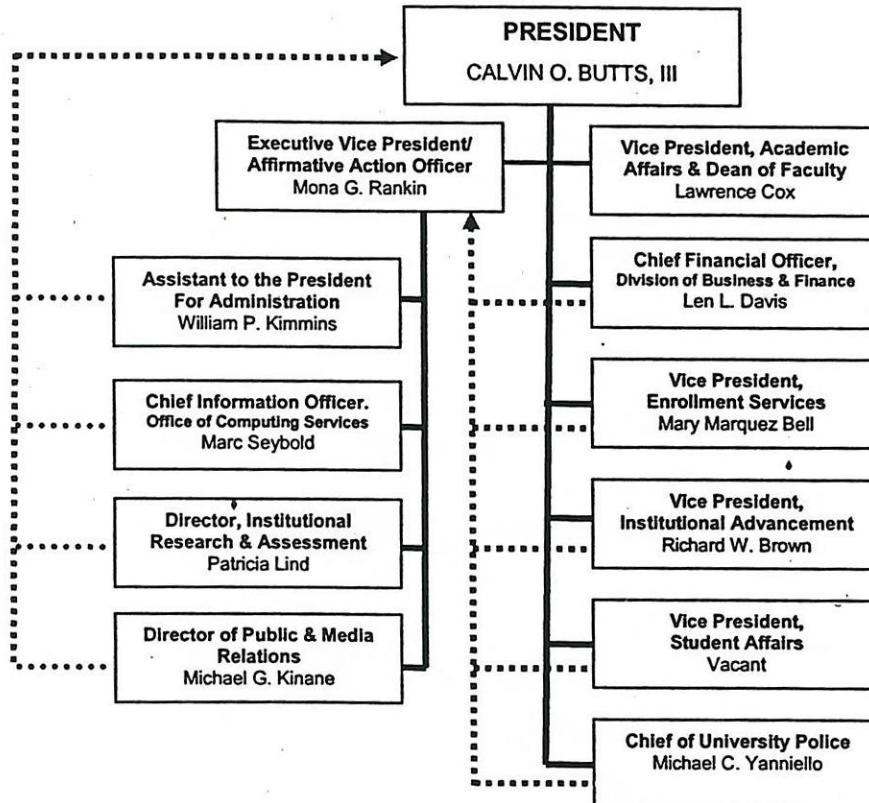 PRESIDENT
CALVIN O. BUTTS, III
Executive Vice President/
Affirmative Action Officer
Mona G. Rankin
Vice President, Academic
Affairs & Dean of Faculty
Lawrence Cox
Assistant to the President
For Administration
William P. Kimmins
Chief Financial Officer,
Division of Business & Finance
Len L. Davis
Chief Information Officer.
Office of Computing Services
Marc Seybold
Vice President,
Enrollment Services
Mary Marquez Bell
Director, Institutional
Research & Assessment
Patricia Lind
Vice President,
Institutional Advancement
Richard W. Brown
Director of Public & Media
Relations
Michael G. Kinane
Vice President,
Student Affairs
Vacant
Chief of University Police
Michael C. Yanniello